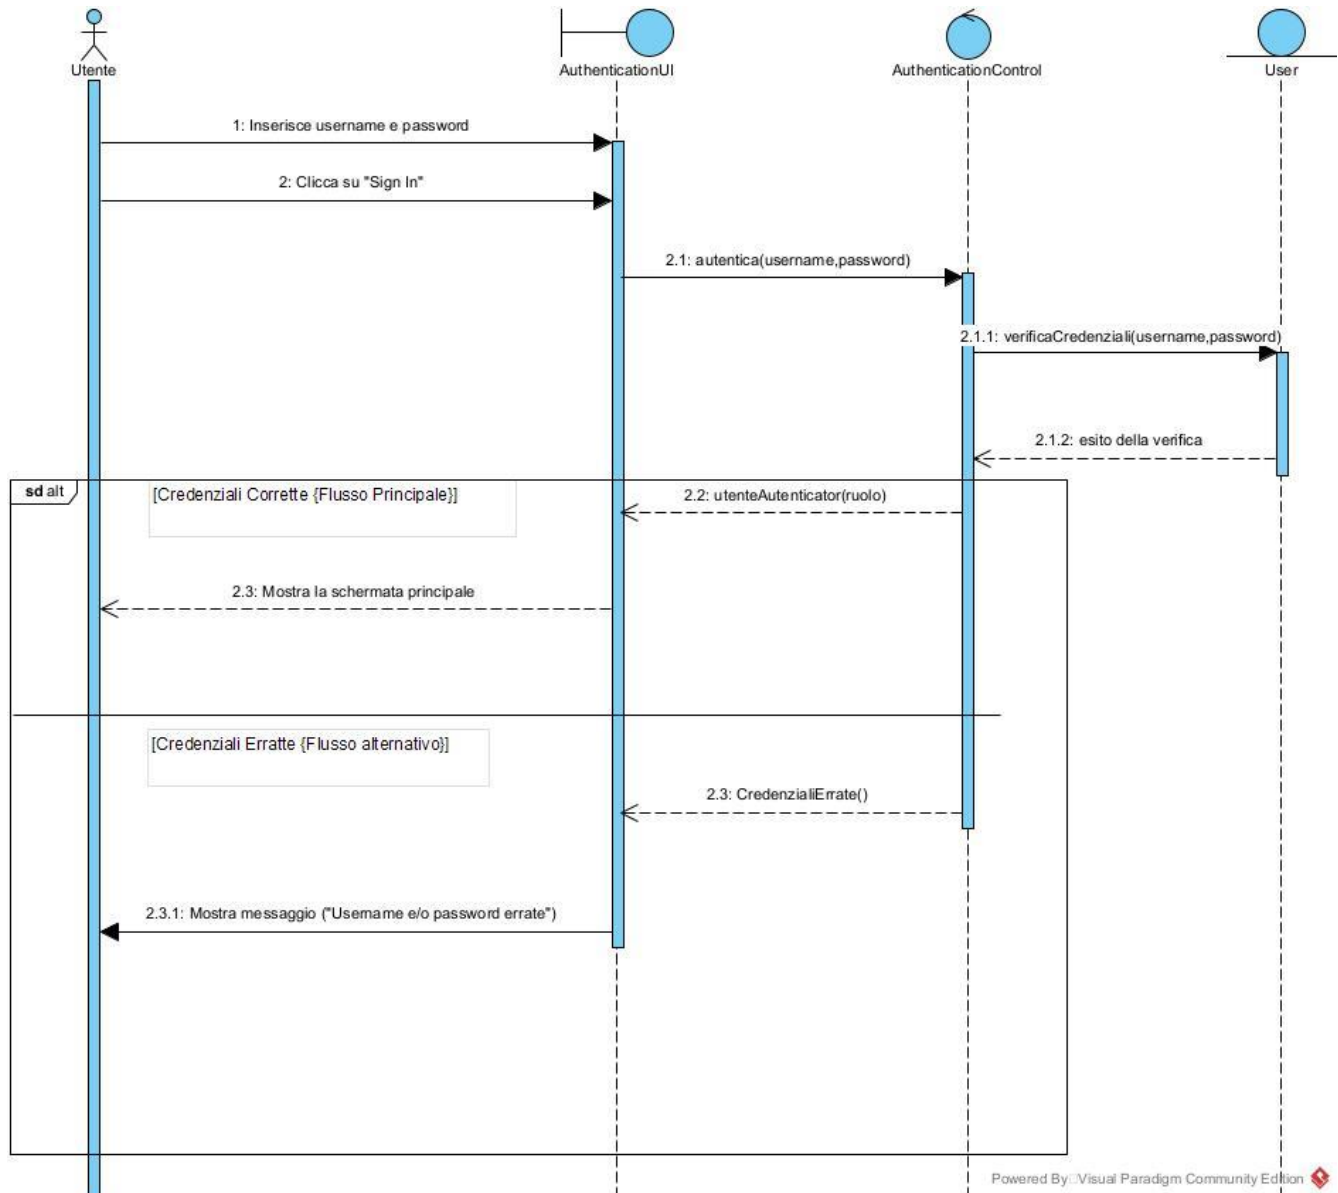 Utente
AuthenticationUI
AuthenticationControl
User
1: Inserisce username e password
2: Clicca su "Sign In"
2.1: autentica(username,password)
2.1.1: verificaCredenziali(username,password)
2.1.2: esito della verifica
sd alt
[Credenziali Corrette {Flusso Principale}]
2.2: utenteAutenticator(ruolo)
2.3: Mostra la schermata principale
[Credenziali Erratte {Flusso alternativo}]
2.3: CredenzialiErrate()
2.3.1: Mostra messaggio ("Username e/o password errate")
Powered By Visual Paradigm Community Edition